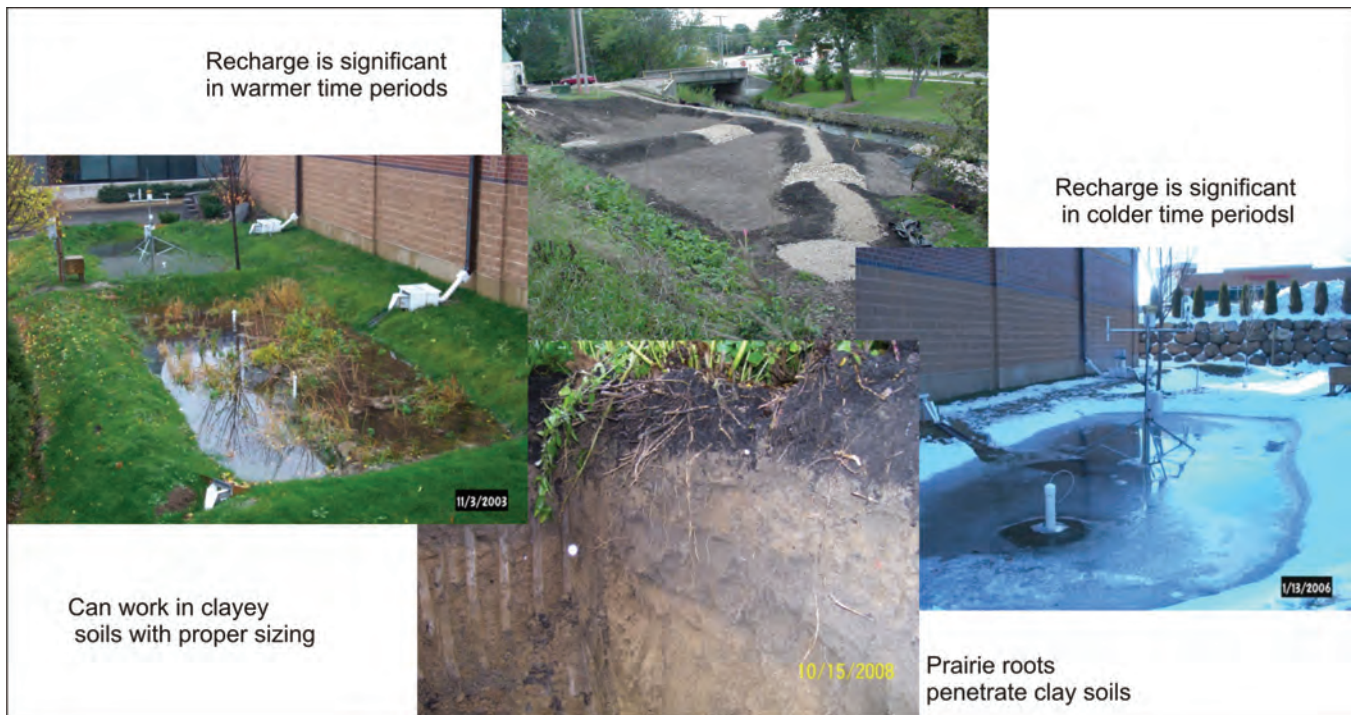 Recharge is significant
in warmer time periods
Recharge is significant
in colder time periodsl
11/3/2003
1/13/2006
Can work in clayey
soils with proper sizing
10/15/2008
Prairie roots
penetrate clay soils